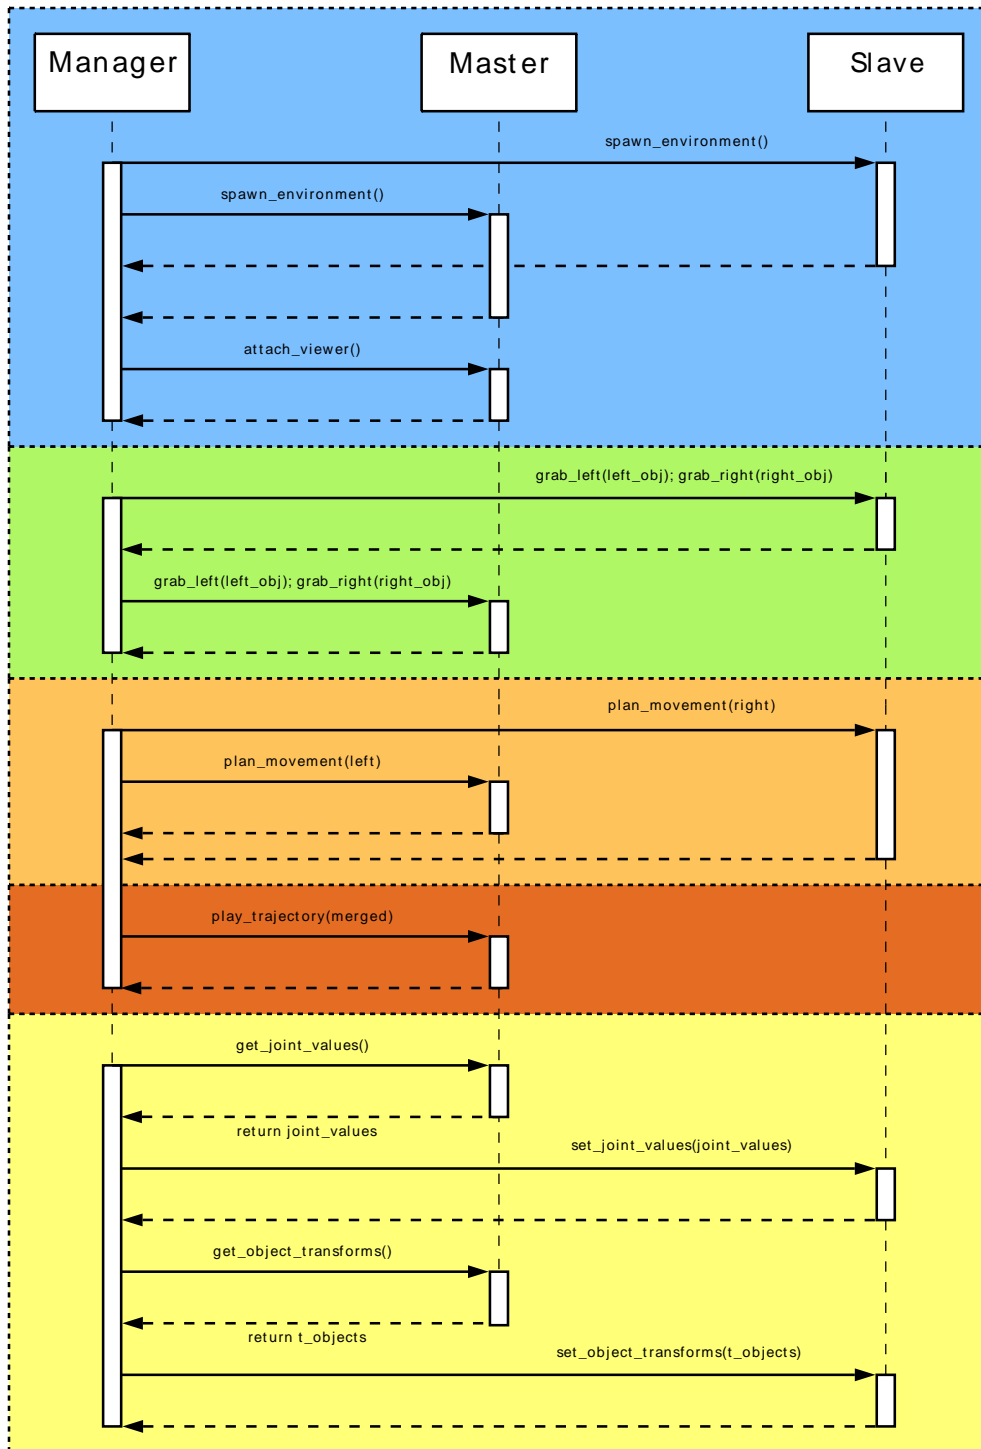 Manager
Master
Slave
spawn_environment()
spawn_environment()
attach_viewer()
grab_left(left_obj); grab_right(right_obj)
grab_left(left_obj); grab_right(right_obj)
plan_movement(right)
plan_movement(left)
play_trajectory(merged)
get_joint_values()
return joint_values
set_joint_values(joint_values)
get_object_transforms()
return t_objects
set_object_transforms(t_objects)